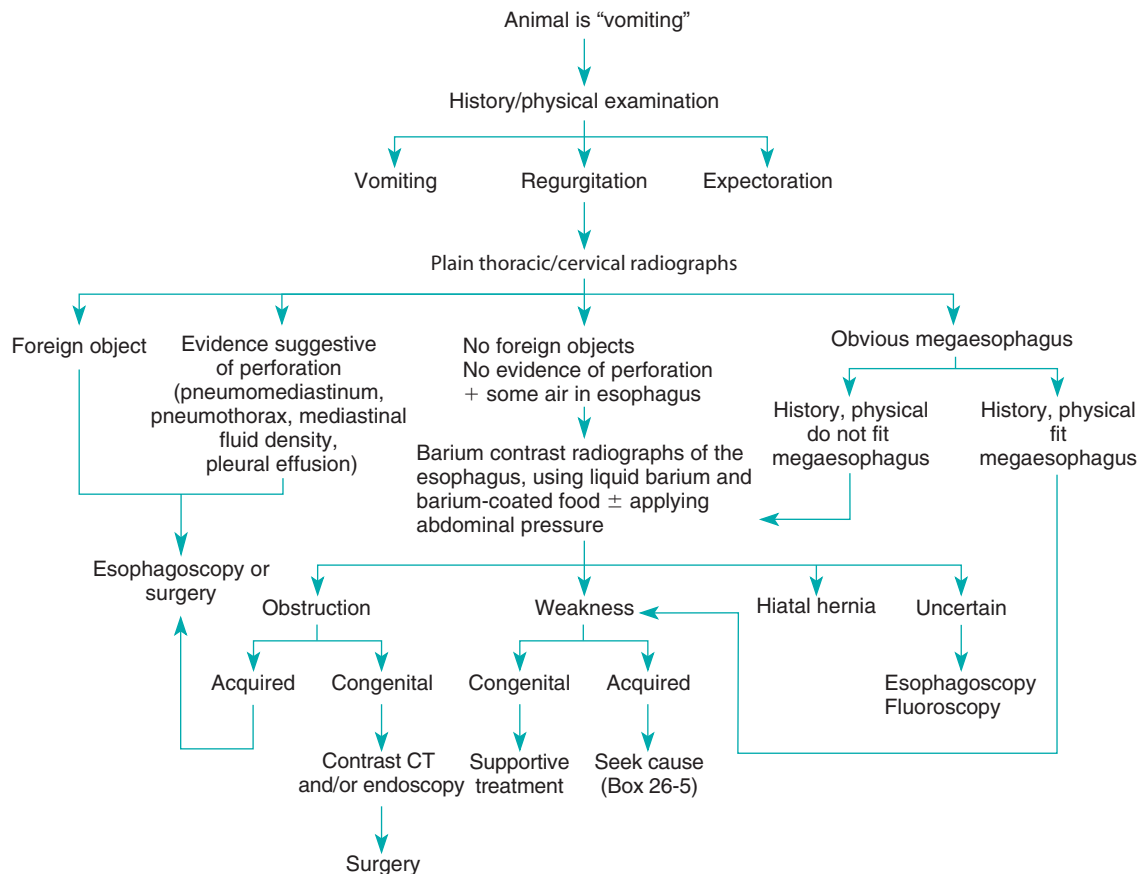 Animal is “vomiting”
History/physical examination
Vomiting
Regurgitation
Expectoration
Plain thoracic/cervical radiographs
Foreign object
Evidence suggestive
of perforation
(pneumomediastinum,
pneumothorax, mediastinal
fluid density,
pleural effusion)
No foreign objects
No evidence of perforation
+ some air in esophagus
Obvious megaesophagus
History, physical
do not fit
megaesophagus
History, physical
fit
megaesophagus
Barium contrast radiographs of the
esophagus, using liquid barium and
barium-coated food ± applying
abdominal pressure
Esophagoscopy or
surgery
Obstruction
Weakness
Hiatal hernia
Uncertain
Acquired
Congenital
Congenital
Acquired
Esophagoscopy
Fluoroscopy
Contrast CT
and/or endoscopy
Supportive
treatment
Seek cause
(Box 26-5)
Surgery